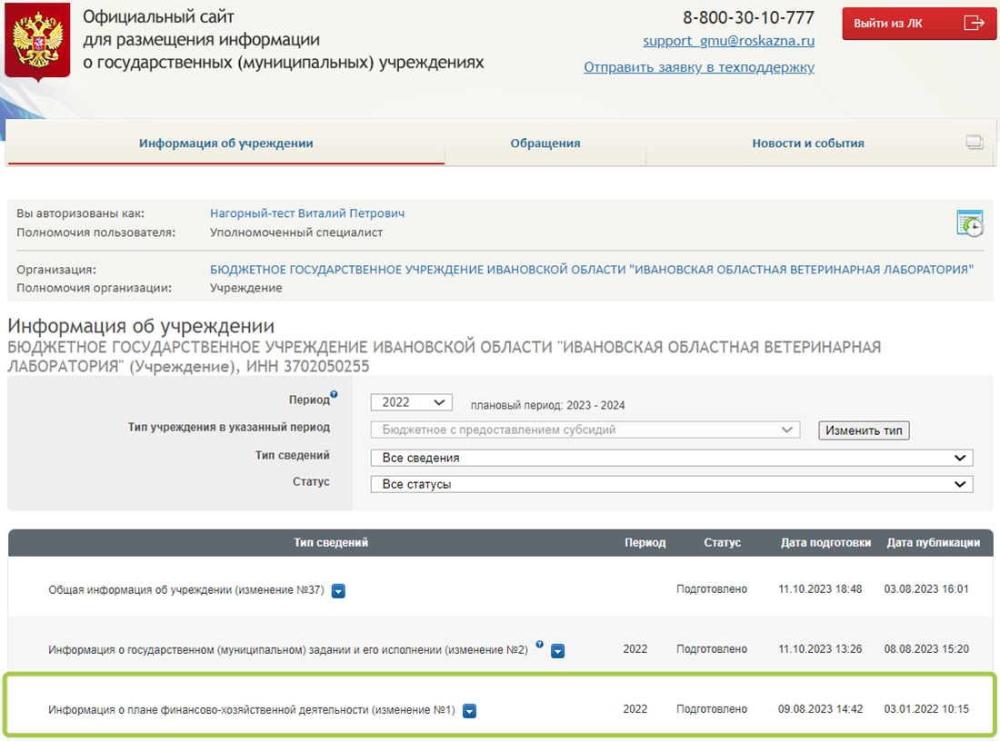 Официальный сайт
для размещения информации
о государственных (муниципальных) учреждениях
8-800-30-10-777
support_gmu@roskazna.ru
Отправить заявку в техподдержку
Выйти из ЛК
Информация об учреждении Обращения Новости и события
Вы авторизованы как: Нагорный-тест Виталий Петрович
Полномочия пользователя: Уполномоченный специалист
Организация: БЮДЖЕТНОЕ ГОСУДАРСТВЕННОЕ УЧРЕЖДЕНИЕ ИВАНОВСКОЙ ОБЛАСТИ "ИВАНОВСКАЯ ОБЛАСТНАЯ ВЕТЕРИНАРНАЯ ЛАБОРАТОРИЯ"
Полномочия организации: Учреждение
Информация об учреждении
БЮДЖЕТНОЕ ГОСУДАРСТВЕННОЕ УЧРЕЖДЕНИЕ ИВАНОВСКОЙ ОБЛАСТИ "ИВАНОВСКАЯ ОБЛАСТНАЯ ВЕТЕРИНАРНАЯ
ЛАБОРАТОРИЯ" (Учреждение), ИНН 3702050255
Период ? 2022 плановый период: 2023 - 2024
Тип учреждения в указанный период Бюджетное с предоставлением субсидий Изменить тип
Тип сведений Все сведения
Статус Все статусы
Тип сведений Период Статус Дата подготовки Дата публикации
Общая информация об учреждении (изменение №37) Подготовлено 11.10.2023 18:48 03.08.2023 16:01
Информация о государственном (муниципальном) задании и его исполнении (изменение №2) ? 2022 Подготовлено 11.10.2023 13:26 08.08.2023 15:20
Информация о плане финансово-хозяйственной деятельности (изменение №1) 2022 Подготовлено 09.08.2023 14:42 03.01.2022 10:15